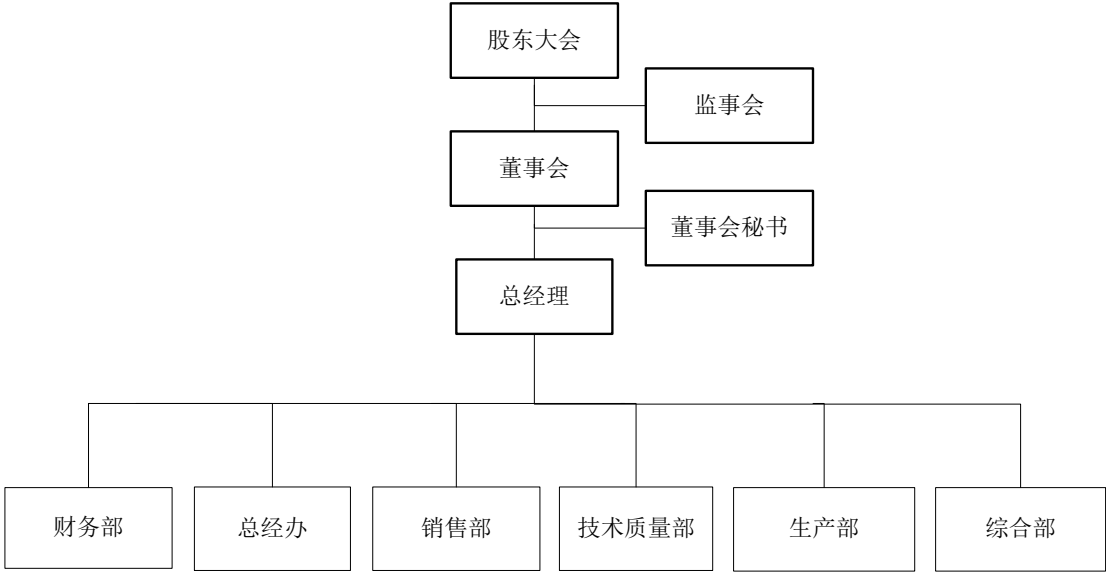 股东大会
监事会
董事会
董事会秘书
总经理
财务部
总经办
销售部
技术质量部
生产部
综合部